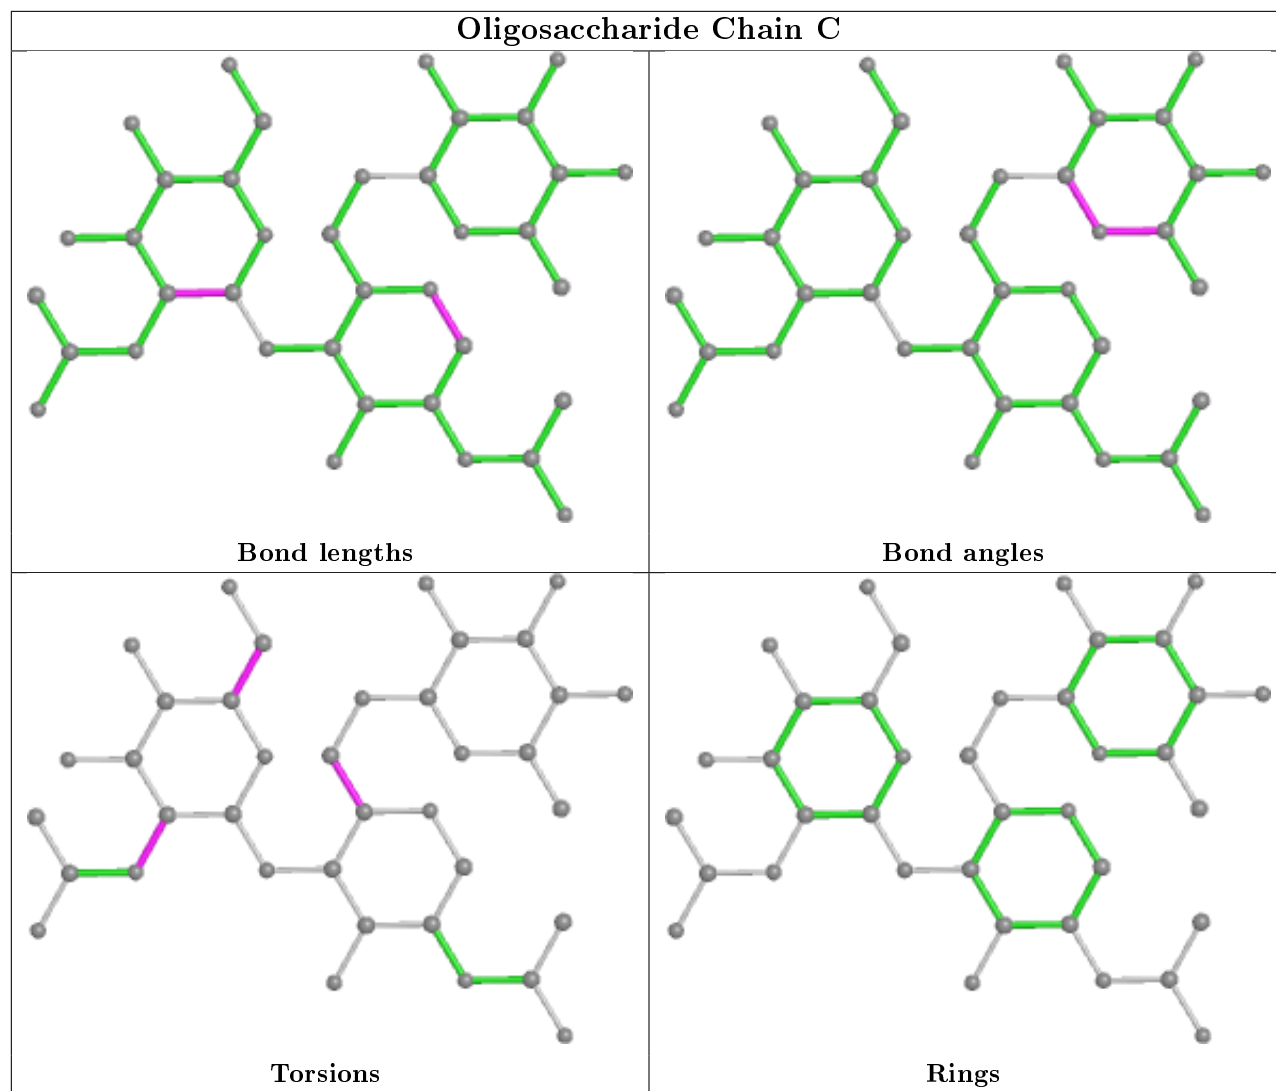 Oligosaccharide Chain C
Bond lengths
Bond angles
Torsions
Rings